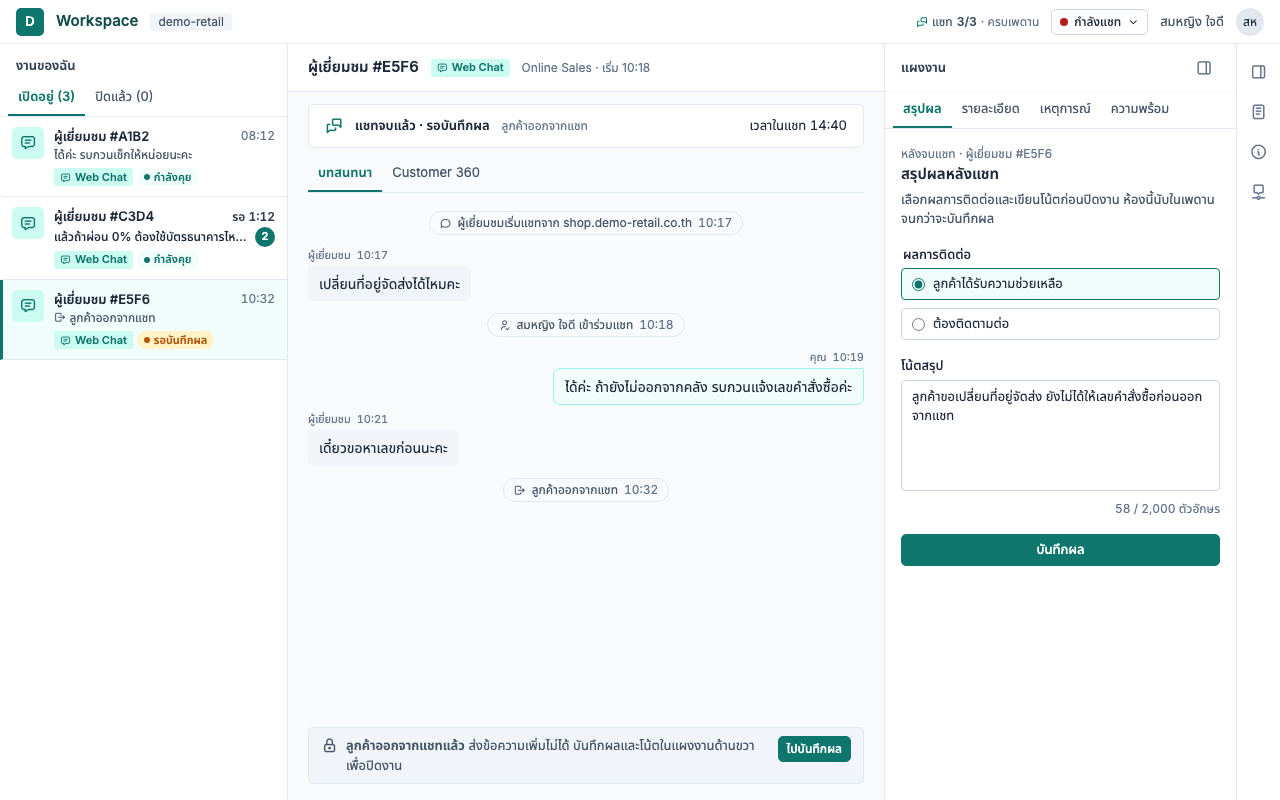 D Workspace demo-retail
แชท 3/3 · ครบเพดาน กำลังแชท สมหญิง ใจดี สห
งานของฉัน
เปิดอยู่ (3) ปิดแล้ว (0)
ผู้เยี่ยมชม #A1B2 08:12
ได้ค่ะ รบกวนเช็กให้หน่อยนะคะ
Web Chat กำลังคุย
ผู้เยี่ยมชม #C3D4 รอ 1:12
แล้วถ้าผ่อน 0% ต้องใช้บัตรธนาคารไห... 2
Web Chat กำลังคุย
ผู้เยี่ยมชม #E5F6 10:32
ลูกค้าออกจากแชท
Web Chat รอบันทึกผล
ผู้เยี่ยมชม #E5F6 Web Chat Online Sales · เริ่ม 10:18
แชทจบแล้ว · รอบันทึกผล ลูกค้าออกจากแชท เวลาในแชท 14:40
บทสนทนา Customer 360
ผู้เยี่ยมชมเริ่มแชทจาก shop.demo-retail.co.th 10:17
ผู้เยี่ยมชม 10:17
เปลี่ยนที่อยู่จัดส่งได้ไหมคะ
สมหญิง ใจดี เข้าร่วมแชท 10:18
คุณ 10:19
ได้ค่ะ ถ้ายังไม่ออกจากคลัง รบกวนแจ้งเลขคำสั่งซื้อค่ะ
ผู้เยี่ยมชม 10:21
เดี๋ยวขอหาเลขก่อนนะคะ
ลูกค้าออกจากแชท 10:32
ลูกค้าออกจากแชทแล้ว ส่งข้อความเพิ่มไม่ได้ บันทึกผลและโน้ตในแผงงานด้านขวา
เพื่อปิดงาน
ไปบันทึกผล
แผงงาน
สรุปผล รายละเอียด เหตุการณ์ ความพร้อม
หลังจบแชท · ผู้เยี่ยมชม #E5F6
สรุปผลหลังแชท
เลือกผลการติดต่อและเขียนโน้ตก่อนปิดงาน ห้องนี้นับในเพดาน
จนกว่าจะบันทึกผล
ผลการติดต่อ
ลูกค้าได้รับความช่วยเหลือ
ต้องติดตามต่อ
โน้ตสรุป
ลูกค้าขอเปลี่ยนที่อยู่จัดส่ง ยังไม่ได้ให้เลขคำสั่งซื้อก่อนออก
จากแชท
58 / 2,000 ตัวอักษร
บันทึกผล